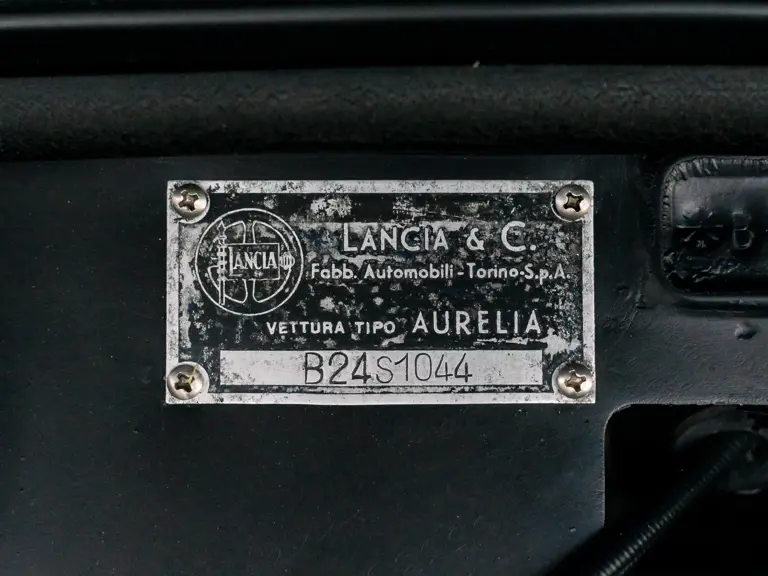 LANCIA
LANCIA & C.
Fabb. Automobili - Torino - S.p.A.
VETTURA TIPO AURELIA
B24S1044
B